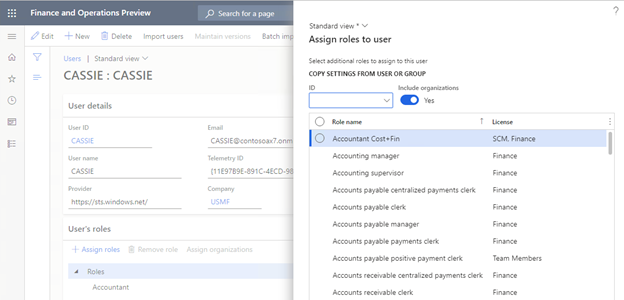 Finance and Operations Preview
Search for a page
Edit
New
Delete
Import users
Maintain versions
Batch imp
Users
Standard view
CASSIE : CASSIE
User details
User ID
CASSIE
Email
CASSIE@contosoax7.onm
User name
CASSIE
Telemetry ID
Provider
https://sts.windows.net/
Company
USMF
User's roles
Assign roles
Remove role
Assign organizations
Roles
Accountant
?
Standard view *
Assign roles to user
Select additional roles to assign to this user
COPY SETTINGS FROM USER OR GROUP
ID
Include organizations
Yes
Role name ↑ License
Accountant Cost+Fin SCM, Finance
Accounting manager Finance
Accounting supervisor Finance
Accounts payable centralized payments clerk Finance
Accounts payable clerk Finance
Accounts payable manager Finance
Accounts payable payments clerk Finance
Accounts payable positive payment clerk Team Members
Accounts receivable centralized payments clerk Finance
Accounts receivable clerk Finance